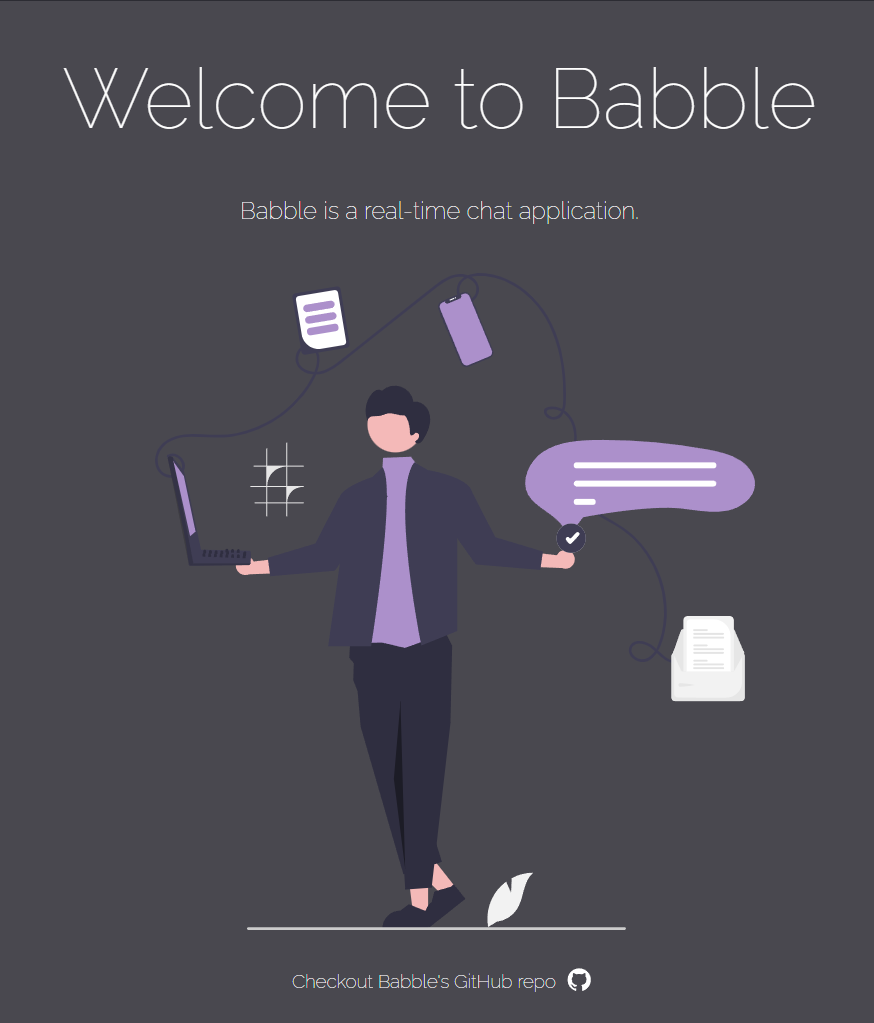 Welcome to Babble
Babble is a real-time chat application.
Checkout Babble's GitHub repo